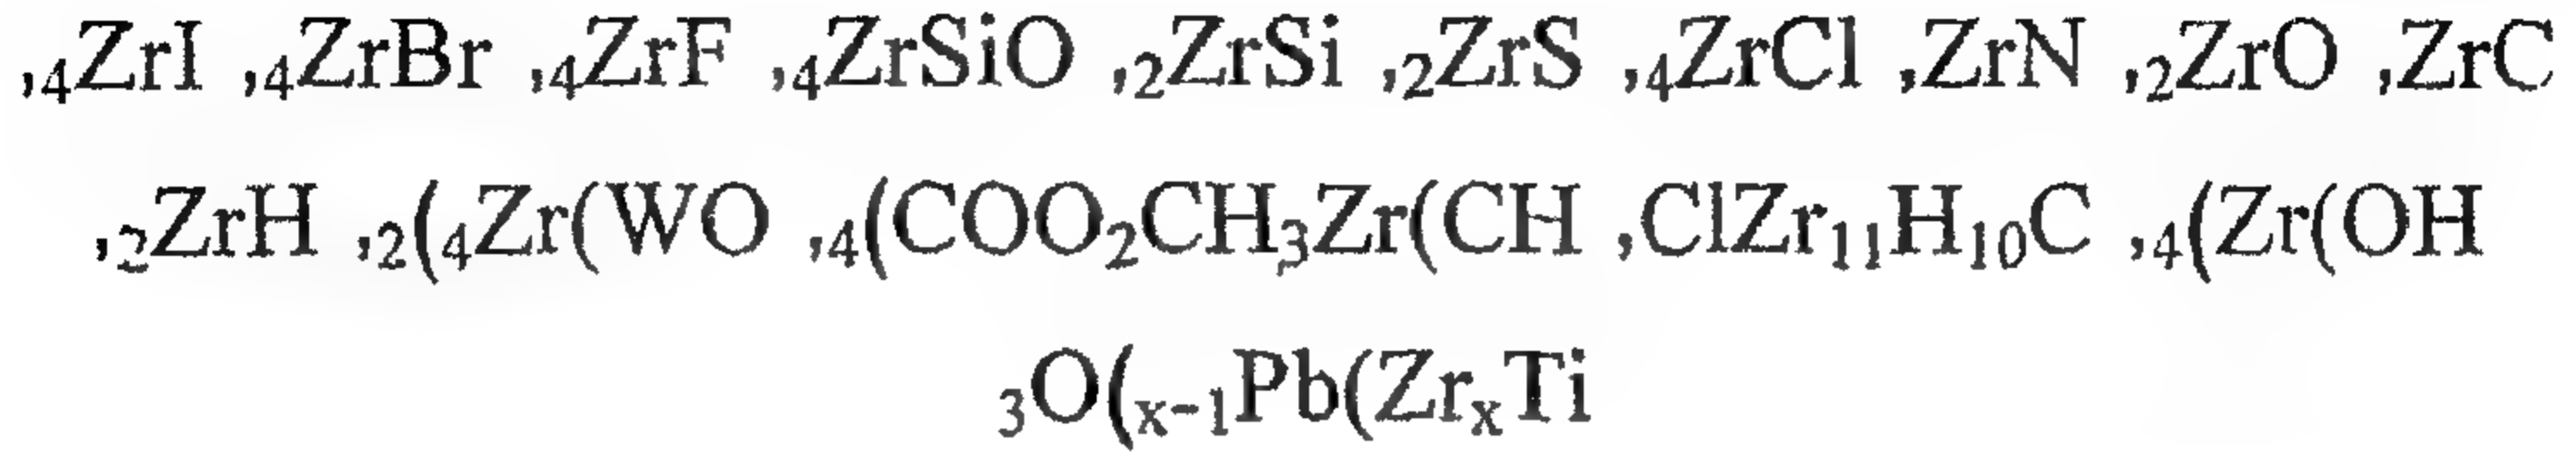 ,₄ZrI ,₄ZrBr ,₄ZrF ,₄ZrSiO ,₂ZrSi ,₂ZrS ,₄ZrCl ,ZrN ,₂ZrO ,ZrC
,₂ZrH ,₂(₄Zr(WO ,₄(COO₂CH₃Zr(CH ,ClZr₁₁H₁₀C ,₄(Zr(OH
₃O(ₓ₋₁Pb(ZrₓTi